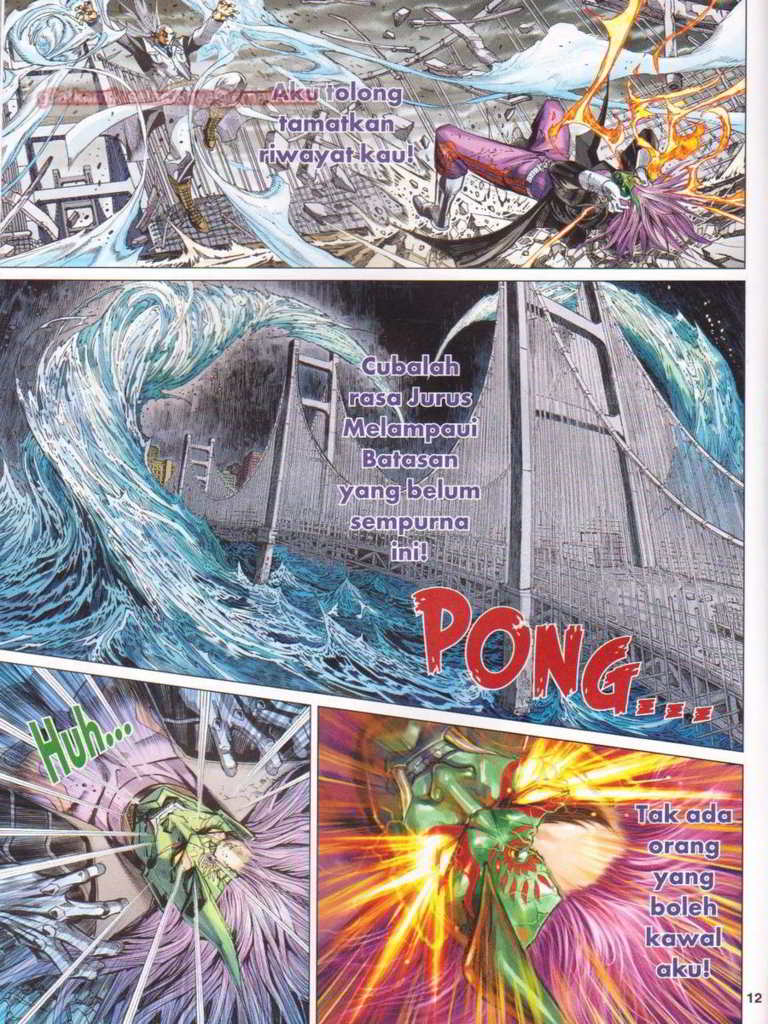 Aku tolong
tamatkan
riwayat kau!
Cubalah
rasa Jurus
Melampaui
Batasan
yang belum
sempurna
ini!
PONG...
Huh...
Tak ada
orang
yang
boleh
kawal
aku!
12